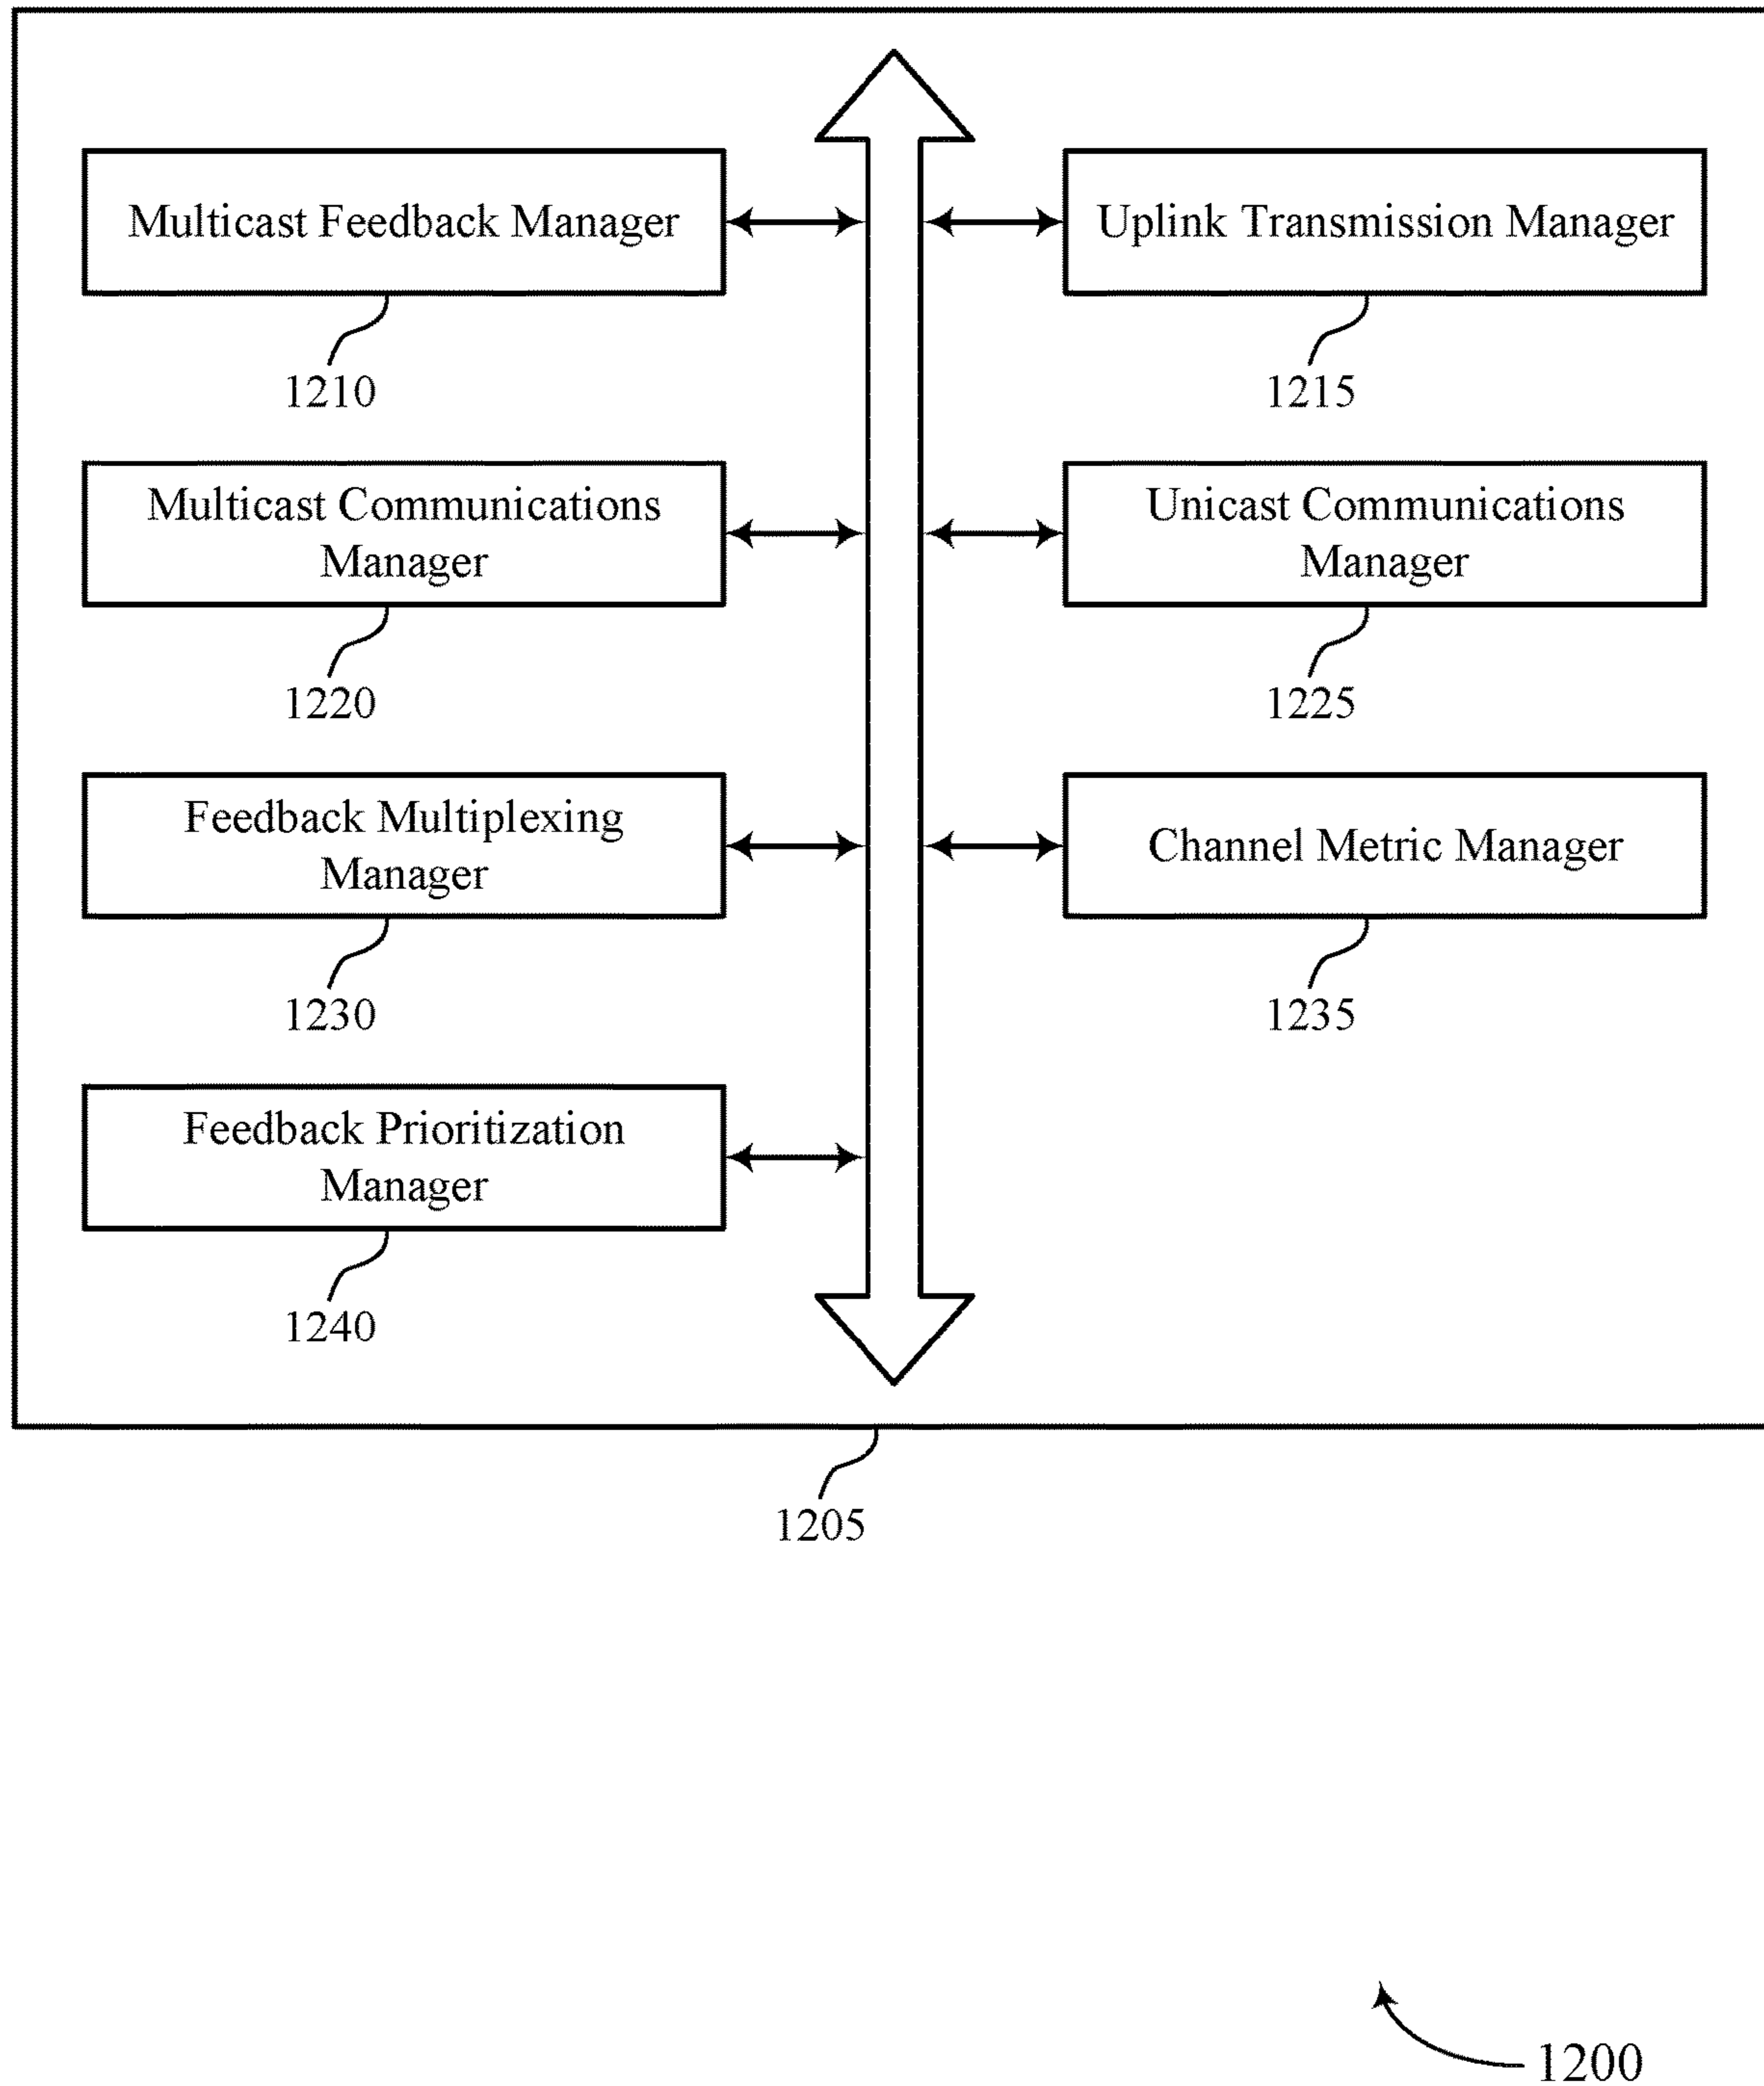 Multicast Feedback Manager
1210
Uplink Transmission Manager
1215
Multicast Communications
Manager
1220
Unicast Communications
Manager
1225
Feedback Multiplexing
Manager
1230
Channel Metric Manager
1235
Feedback Prioritization
Manager
1240
1205
1200